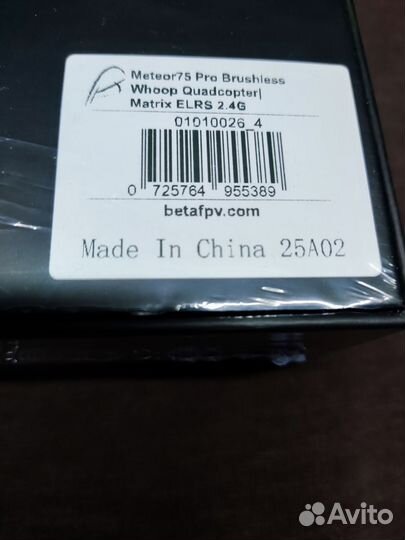 Meteor75 Pro Brushless
Whoop Quadcopter|
Matrix ELRS 2.4G
01010026_4
0 725764 955389
betafpv.com
Made In China 25A02
Avito